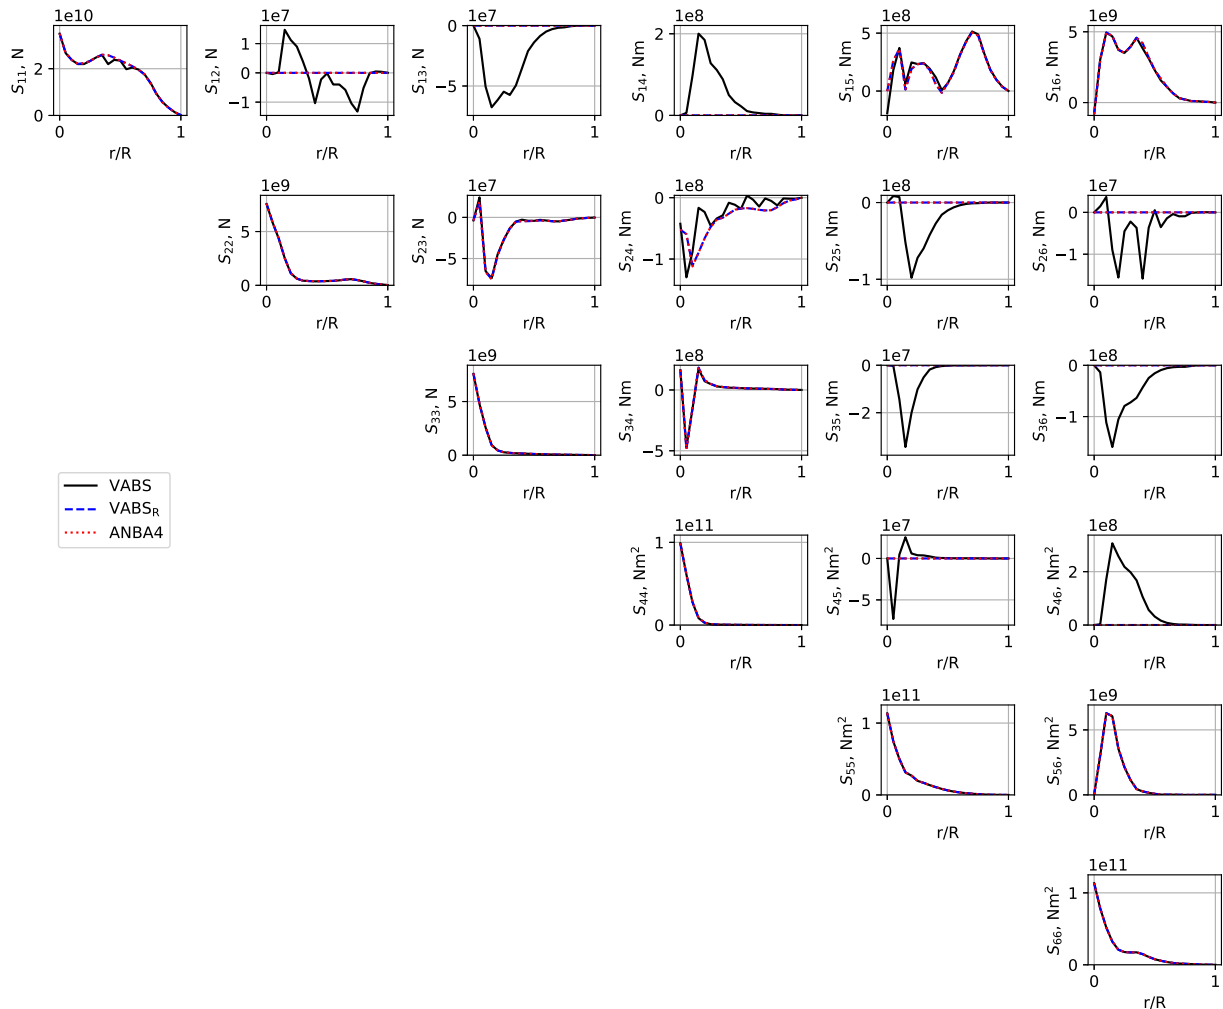 1e10
S11, N
2
0
0
1
r/R
1e7
S12, N
1
0
−1
0
1
r/R
1e7
S13, N
0
−5
0
1
r/R
1e8
S14, Nm
2
0
0
1
r/R
1e8
S15, Nm
5
0
0
1
r/R
1e9
S16, Nm
5
0
0
1
r/R
1e9
S22, N
5
0
0
1
r/R
1e7
S23, N
0
−5
0
1
r/R
1e8
S24, Nm
0
−1
0
1
r/R
1e8
S25, Nm
0
−1
0
1
r/R
1e7
S26, Nm
0
−1
0
1
r/R
1e9
S33, N
5
0
0
1
r/R
1e8
S34, Nm
0
−5
0
1
r/R
1e7
S35, Nm
0
−2
0
1
r/R
1e8
S36, Nm
0
−1
0
1
r/R
VABS
VABSR
ANBA4
1e11
S44, Nm²
1
0
0
1
r/R
1e7
S45, Nm²
0
−5
0
1
r/R
1e8
S46, Nm²
2
0
0
1
r/R
1e11
S55, Nm²
1
0
0
1
r/R
1e9
S56, Nm²
5
0
0
1
r/R
1e11
S66, Nm²
1
0
0
1
r/R